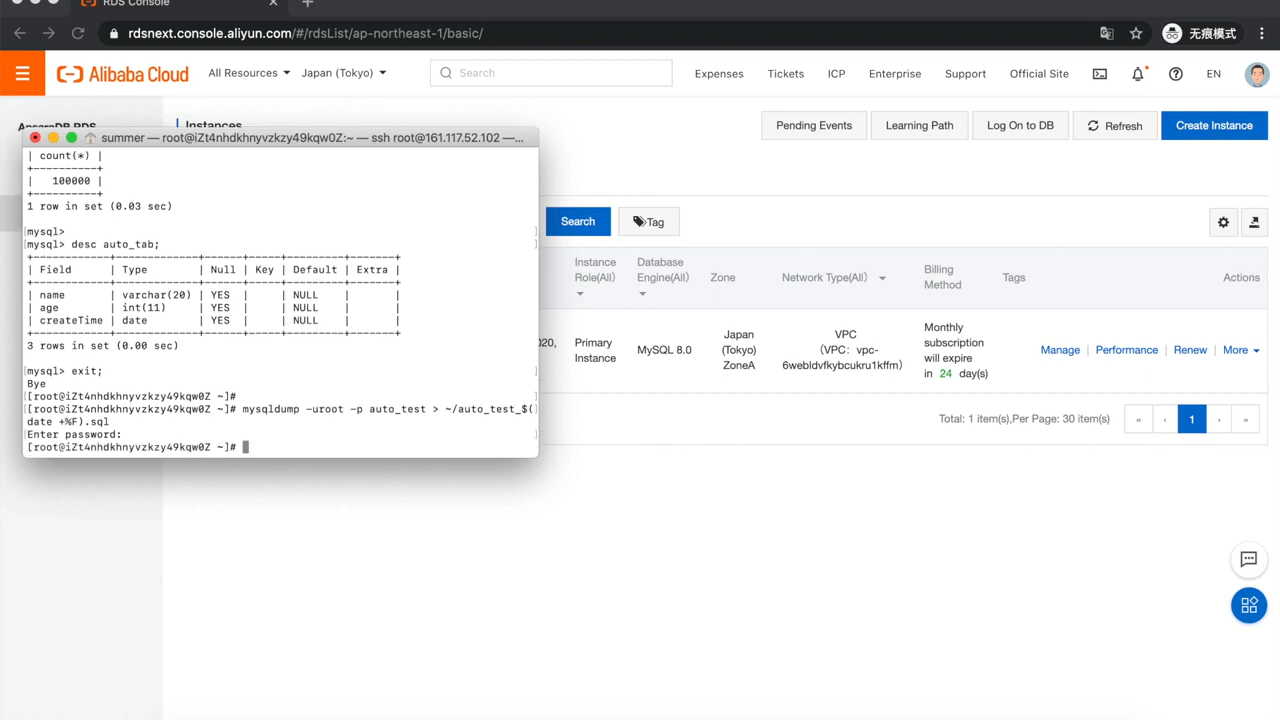 RDS Console
rdsnext.console.aliyun.com/#/rdsList/ap-northeast-1/basic/
无痕模式
Alibaba Cloud
All Resources
Japan (Tokyo)
Search
Expenses
Tickets
ICP
Enterprise
Support
Official Site
EN
ApsaraDB RDS
Instances
Pending Events
Learning Path
Log On to DB
Refresh
Create Instance
summer — root@iZt4nhdkhnyvzkzy49kqw0Z:~ — ssh root@161.117.52.102 —...
| count(*) |
+----------+
| 100000 |
+----------+
1 row in set (0.03 sec)
[mysql> ]
[mysql> desc auto_tab; ]
+------------+-------------+------+-----+---------+-------+
| Field | Type | Null | Key | Default | Extra |
+------------+-------------+------+-----+---------+-------+
| name | varchar(20) | YES | | NULL | |
| age | int(11) | YES | | NULL | |
| createTime | date | YES | | NULL | |
+------------+-------------+------+-----+---------+-------+
3 rows in set (0.00 sec)
[mysql> exit; ]
Bye
[[root@iZt4nhdkhnyvzkzy49kqw0Z ~]# ]
[[root@iZt4nhdkhnyvzkzy49kqw0Z ~]# mysqldump -uroot -p auto_test > ~/auto_test_$(]
date +%F).sql
[Enter password: ]
[root@iZt4nhdkhnyvzkzy49kqw0Z ~]#
Search
Tag
Instance Role(All)
Database Engine(All)
Zone
Network Type(All)
Billing Method
Tags
Actions
020,
Primary Instance
MySQL 8.0
Japan (Tokyo) ZoneA
VPC
（VPC：vpc-
6webldvfkybcukru1kffm）
Monthly subscription will expire in 24 day(s)
Manage
Performance
Renew
More
Total: 1 item(s),Per Page: 30 item(s)
«
‹
1
›
»